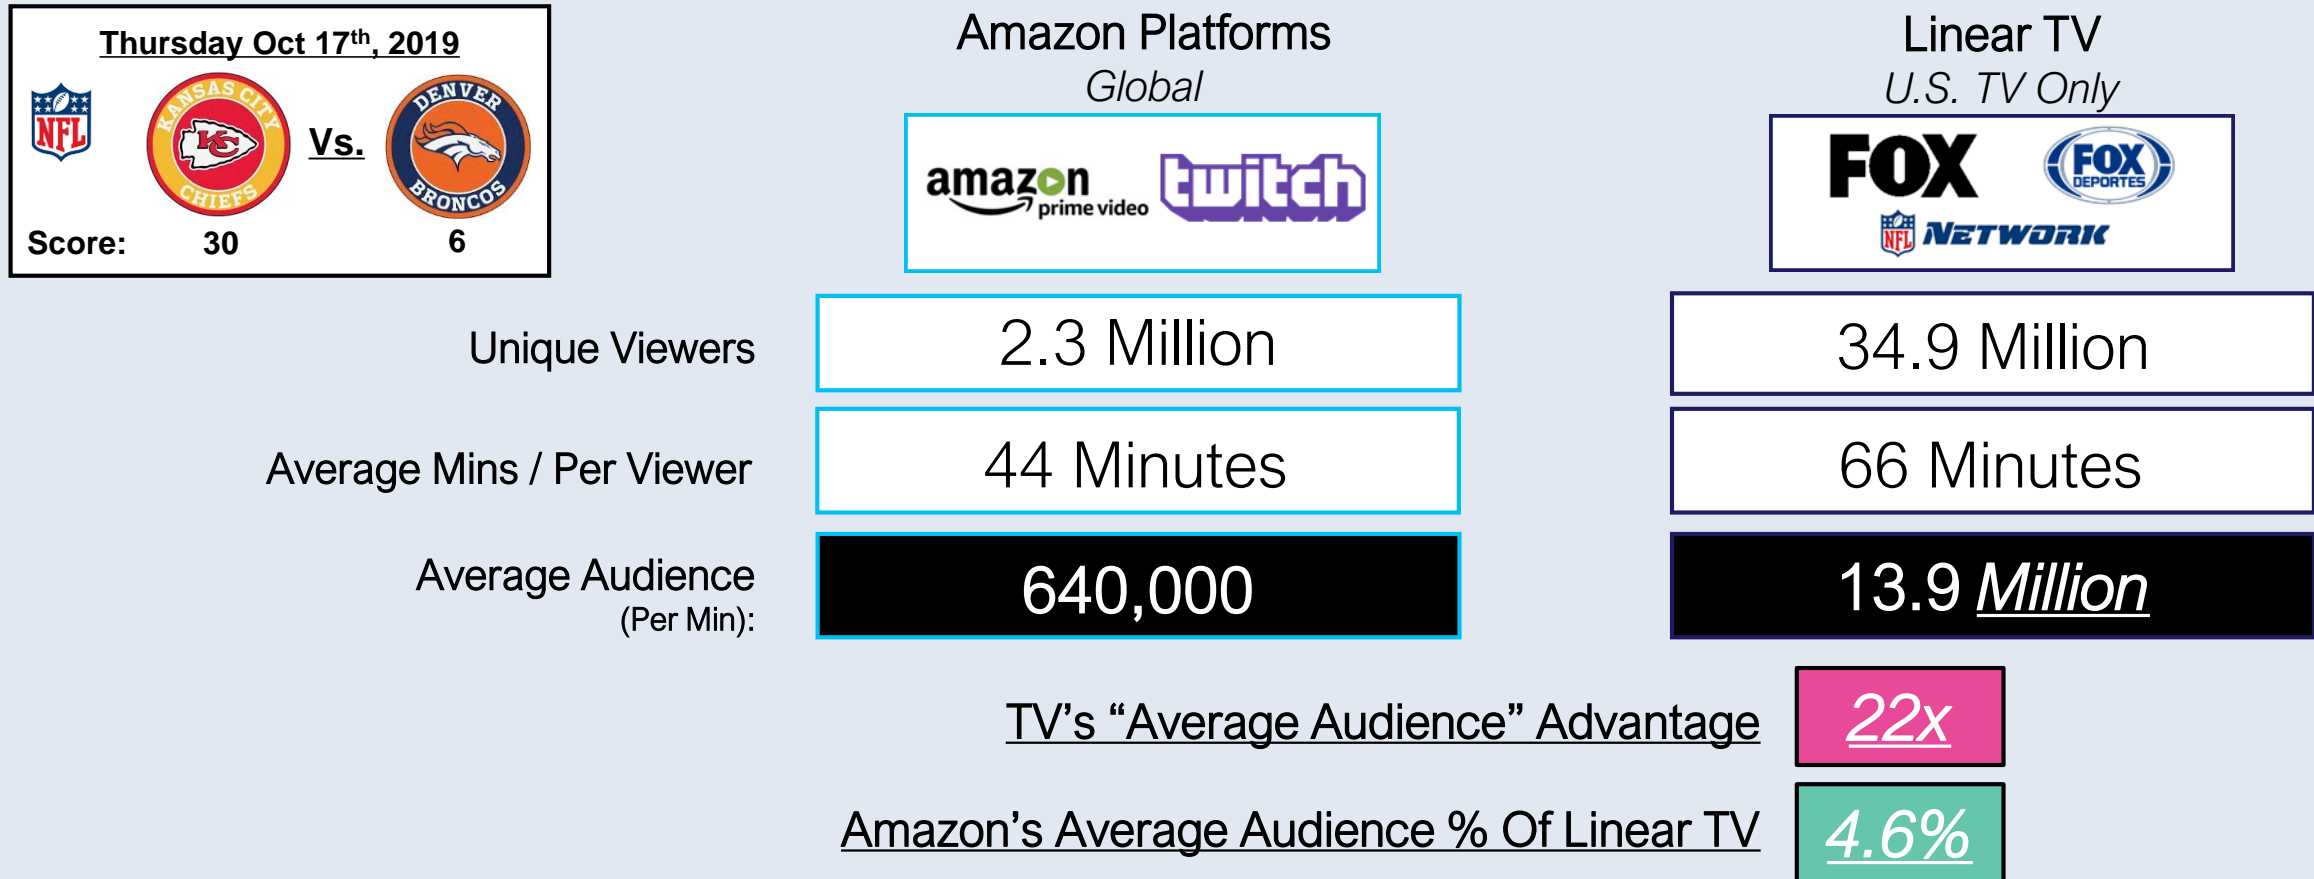 Thursday Oct 17th, 2019
NFL
KANSAS CITY
KC
CHIEFS
Vs.
DENVER
BRONCOS
Score: 30 6
Amazon Platforms
Global
amazon
prime video
twitch
Linear TV
U.S. TV Only
FOX
FOX
DEPORTES
NFL NETWORK
Unique Viewers 2.3 Million 34.9 Million
Average Mins / Per Viewer 44 Minutes 66 Minutes
Average Audience 640,000 13.9 Million
(Per Min):
TV's “Average Audience” Advantage 22x
Amazon's Average Audience % Of Linear TV 4.6%